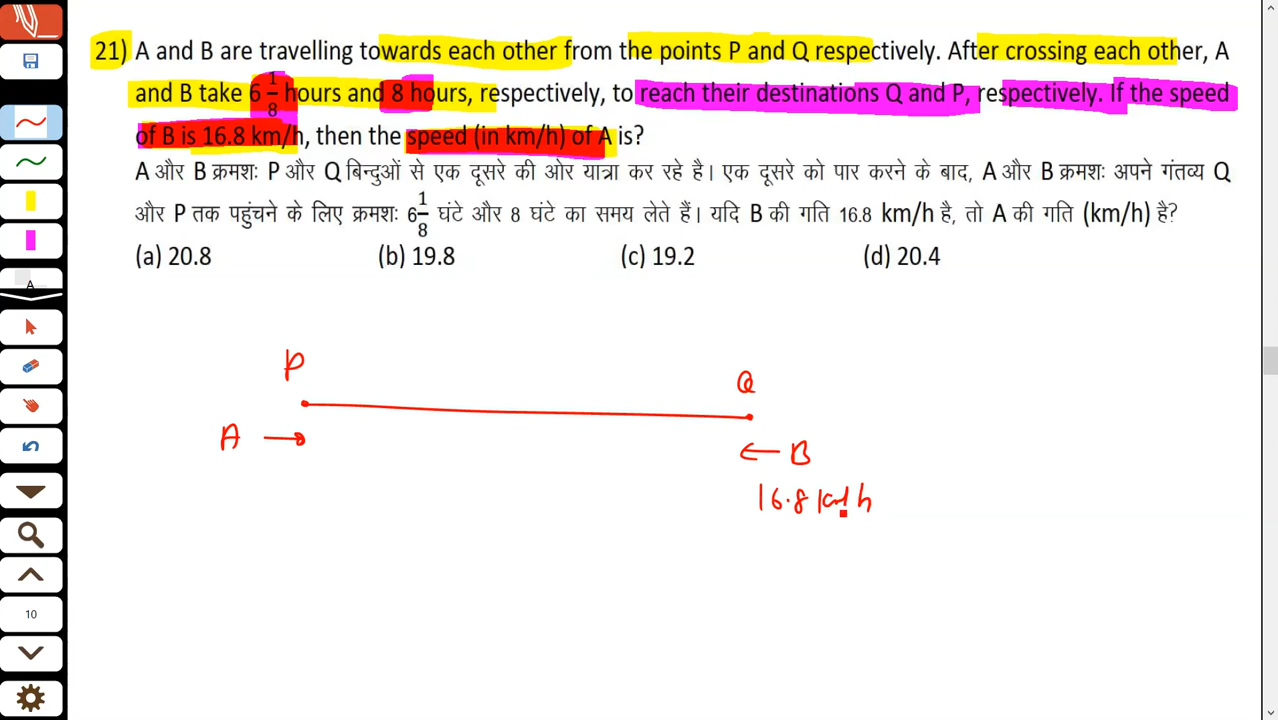 21) A and B are travelling towards each other from the points P and Q respectively. After crossing each other, A
and B take 6 1/8 hours and 8 hours, respectively, to reach their destinations Q and P, respectively. If the speed
of B is 16.8 km/h, then the speed (in km/h) of A is?
A और B क्रमशः P और Q बिन्दुओं से एक दूसरे की ओर यात्रा कर रहे है। एक दूसरे को पार करने के बाद, A और B क्रमशः अपने गंतव्य Q
और P तक पहुंचने के लिए क्रमशः 6 1/8 घंटे और 8 घंटे का समय लेते हैं। यदि B की गति 16.8 km/h है, तो A की गति (km/h) है?
(a) 20.8 (b) 19.8 (c) 19.2 (d) 20.4
P
Q
A
B
16.8 km/h
A
10